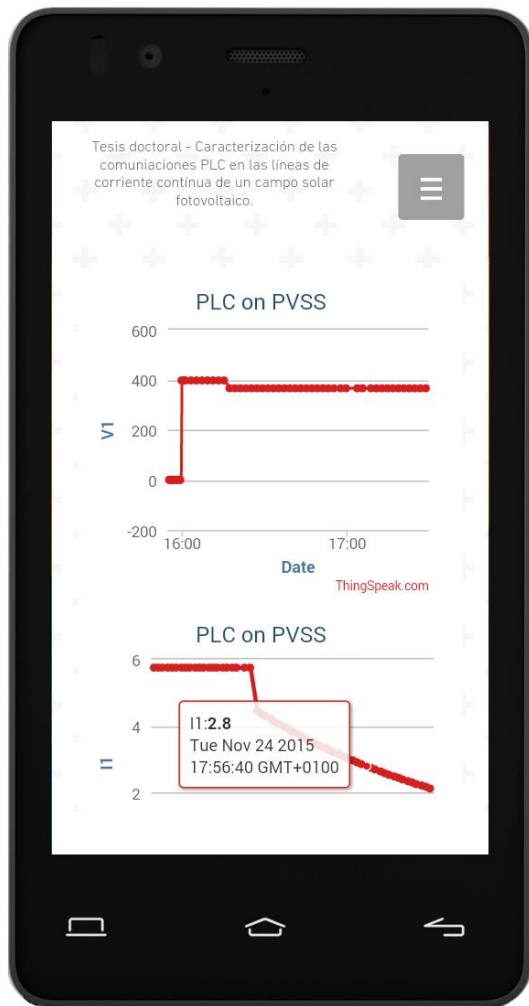 Tesis doctoral - Caracterización de las
comuniaciones PLC en las líneas de
corriente contínua de un campo solar
fotovoltaico.
PLC on PVSS
600
400
200
0
-200
V1
16:00 17:00
Date
ThingSpeak.com
PLC on PVSS
6
4
2
I1
I1:2.8
Tue Nov 24 2015
17:56:40 GMT+0100